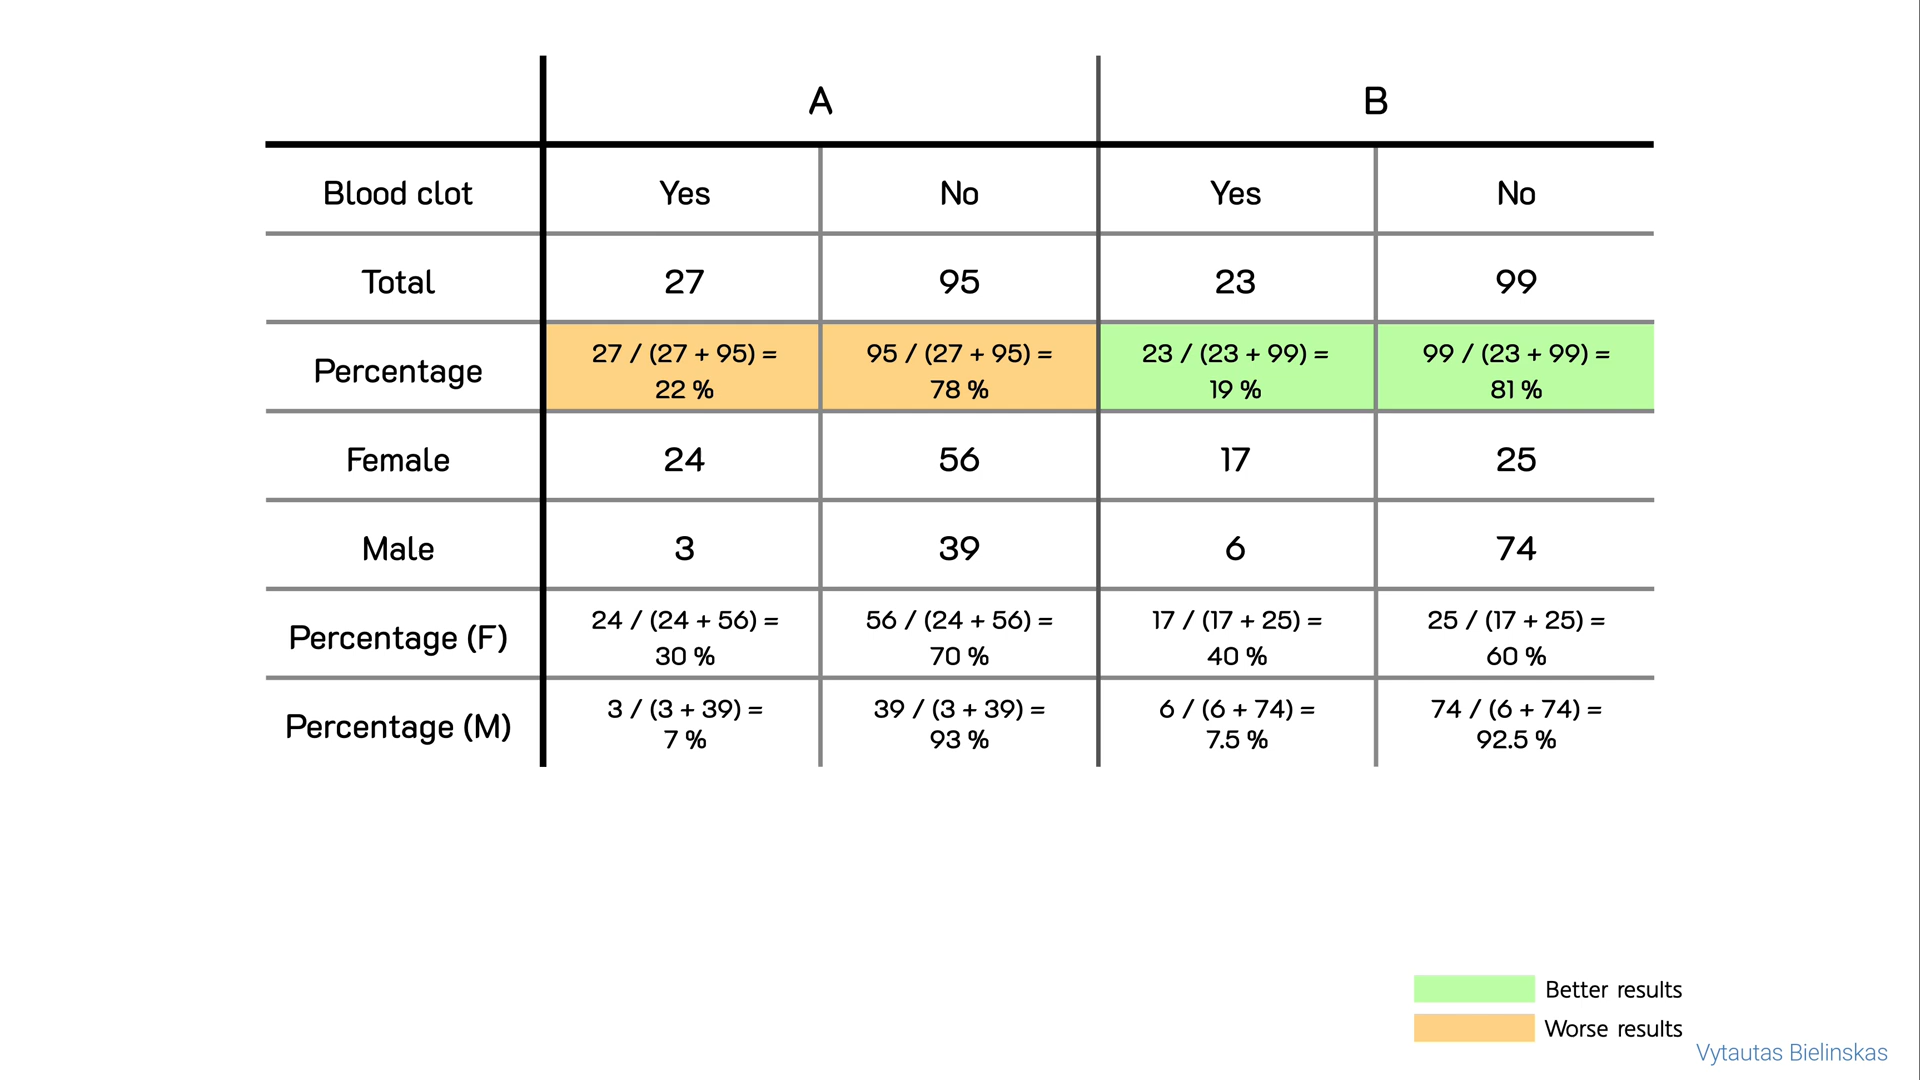 A B
Blood clot Yes No Yes No
Total 27 95 23 99
Percentage 27 / (27 + 95) = 22 % 95 / (27 + 95) = 78 % 23 / (23 + 99) = 19 % 99 / (23 + 99) = 81 %
Female 24 56 17 25
Male 3 39 6 74
Percentage (F) 24 / (24 + 56) = 30 % 56 / (24 + 56) = 70 % 17 / (17 + 25) = 40 % 25 / (17 + 25) = 60 %
Percentage (M) 3 / (3 + 39) = 7 % 39 / (3 + 39) = 93 % 6 / (6 + 74) = 7.5 % 74 / (6 + 74) = 92.5 %
Better results
Worse results
Vytautas Bielinskas